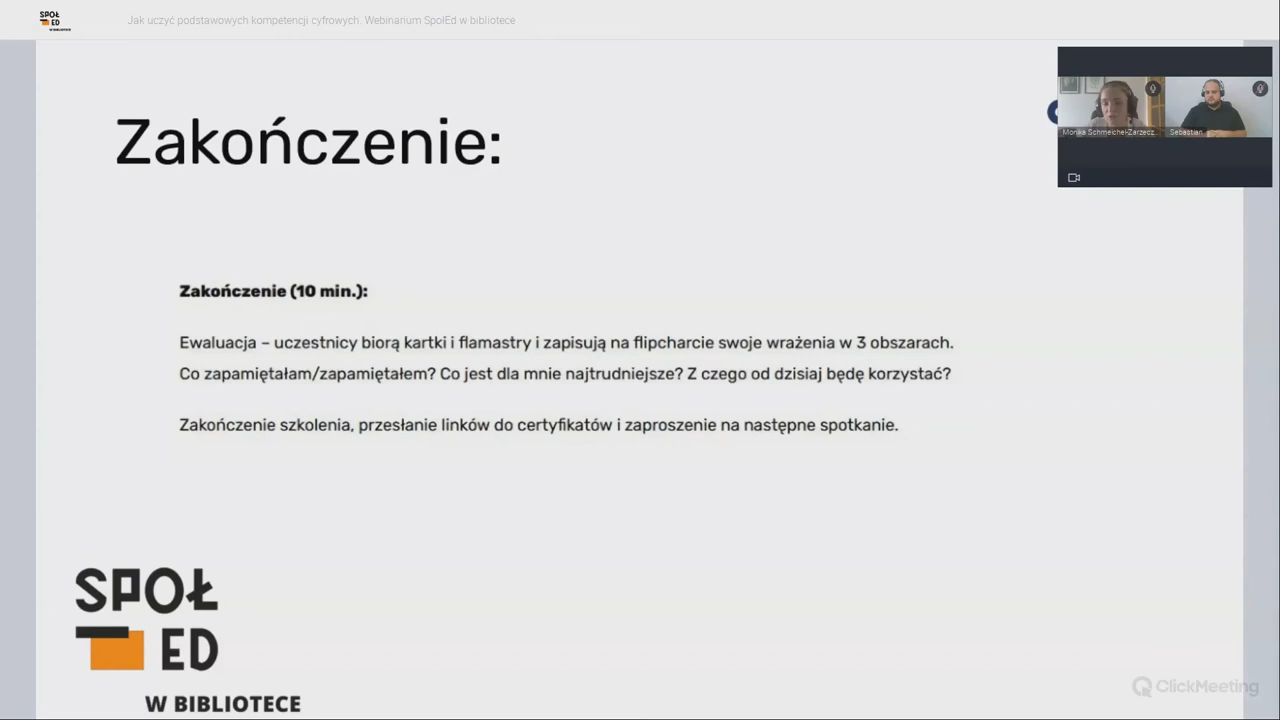 SPOŁ
ED
W BIBLIOTECE
Jak uczyć podstawowych kompetencji cyfrowych. Webinarium SpołEd w bibliotece
Zakończenie:
Monika Schmeichel-Zarzecz...
Sebastian
Zakończenie (10 min.):
Ewaluacja – uczestnicy biorą kartki i flamastry i zapisują na flipcharcie swoje wrażenia w 3 obszarach.
Co zapamiętałam/zapamiętałem? Co jest dla mnie najtrudniejsze? Z czego od dzisiaj będę korzystać?
Zakończenie szkolenia, przesłanie linków do certyfikatów i zaproszenie na następne spotkanie.
SPOŁ
ED
W BIBLIOTECE
ClickMeeting